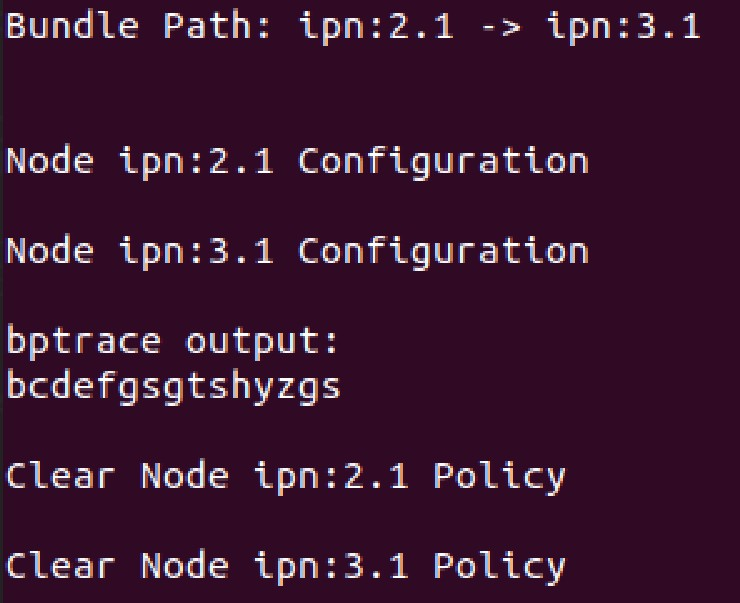 Bundle Path: ipn:2.1 -> ipn:3.1
Node ipn:2.1 Configuration
Node ipn:3.1 Configuration
bptrace output:
bcdefgsgtshyzgs
Clear Node ipn:2.1 Policy
Clear Node ipn:3.1 Policy